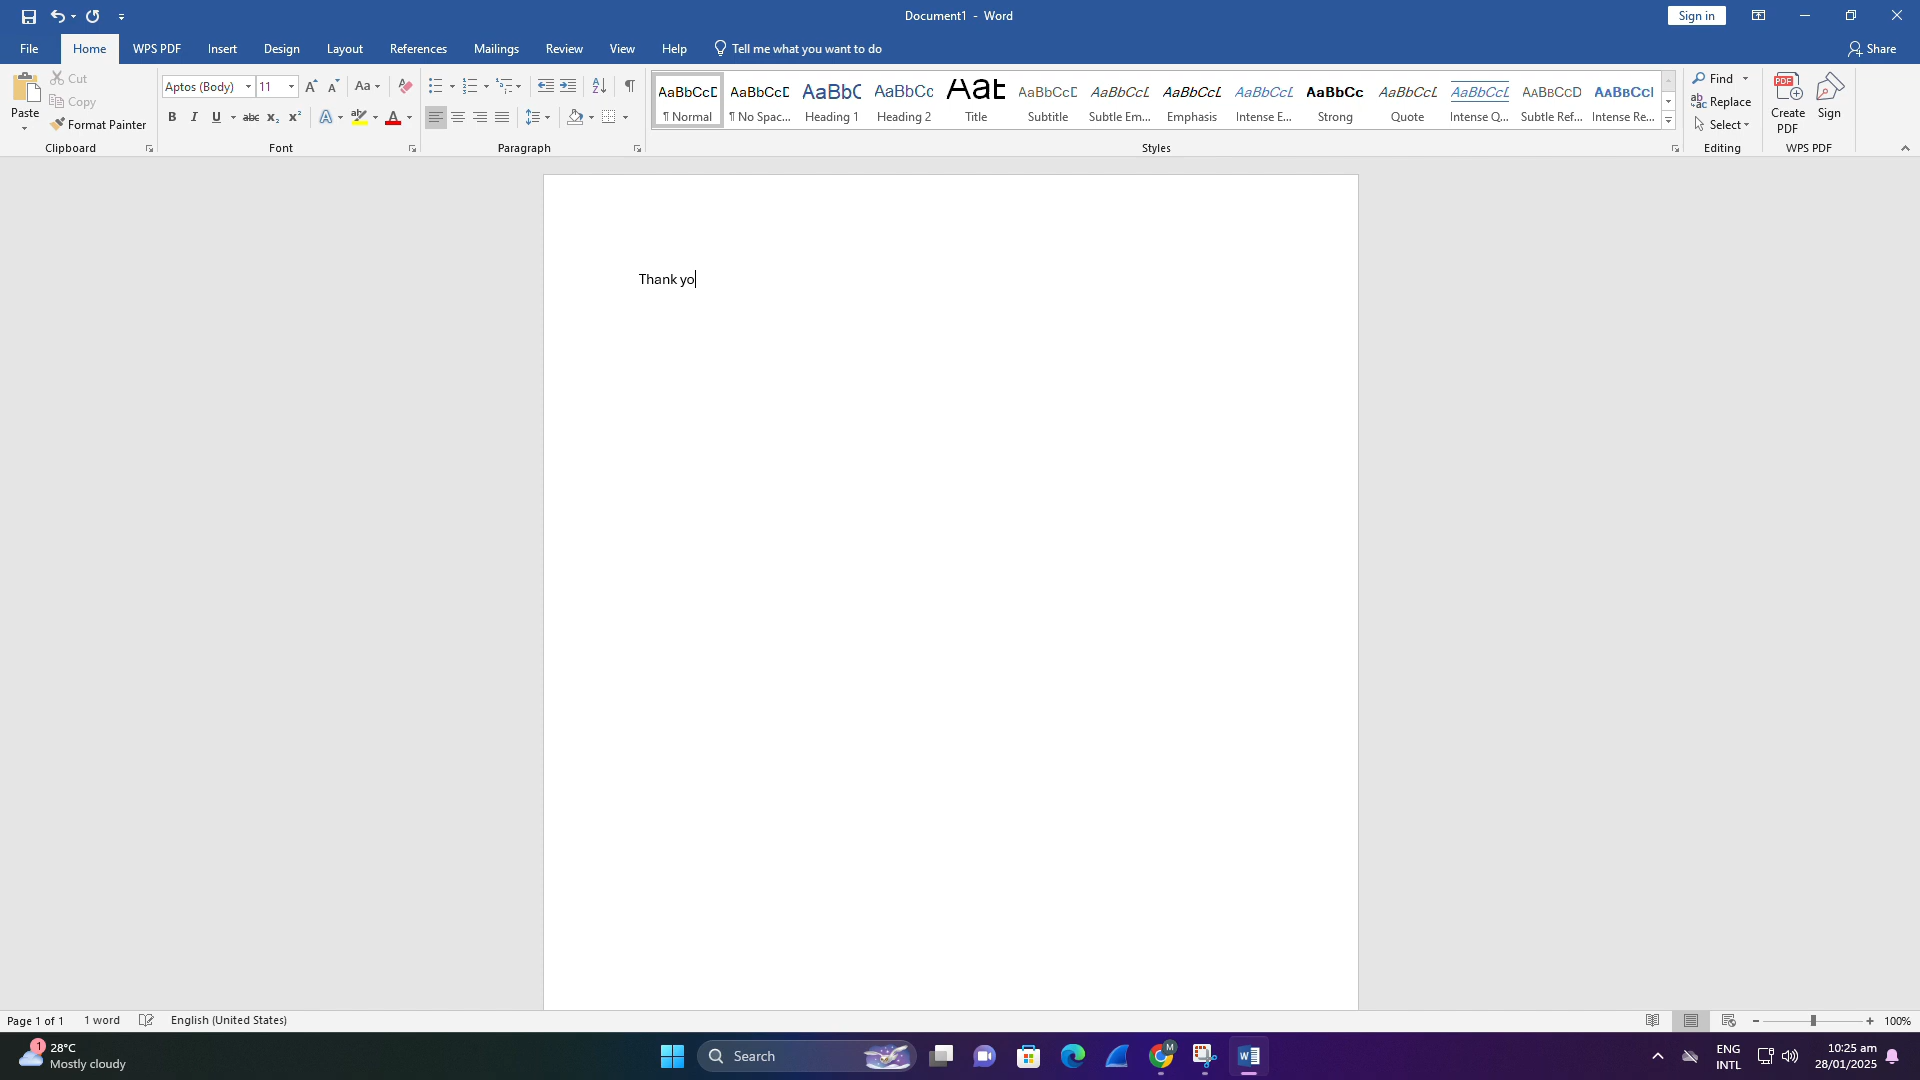 Document1 - Word
Sign in
File Home WPS PDF Insert Design Layout References Mailings Review View Help Tell me what you want to do Share
Paste
Cut
Copy
Format Painter
Clipboard
Aptos (Body) 11
Font
Paragraph
AaBbCcD AaBbCcD AaBbC AaBbCc AaB AaBbCcD AaBbCcL AaBbCcL AaBbCcL AaBbCc AaBbCcL AaBbCcL AaBbCcD AaBbCcI
¶ Normal ¶ No Spac... Heading 1 Heading 2 Title Subtitle Subtle Em... Emphasis Intense E... Strong Quote Intense Q... Subtle Ref... Intense Re...
Styles
Find
Replace
Select
Editing
Create PDF
Sign
WPS PDF
Thank yo
Page 1 of 1 1 word English (United States) 100%
1
28°C
Mostly cloudy
Search
M
ENG
INTL
10:25 am
28/01/2025